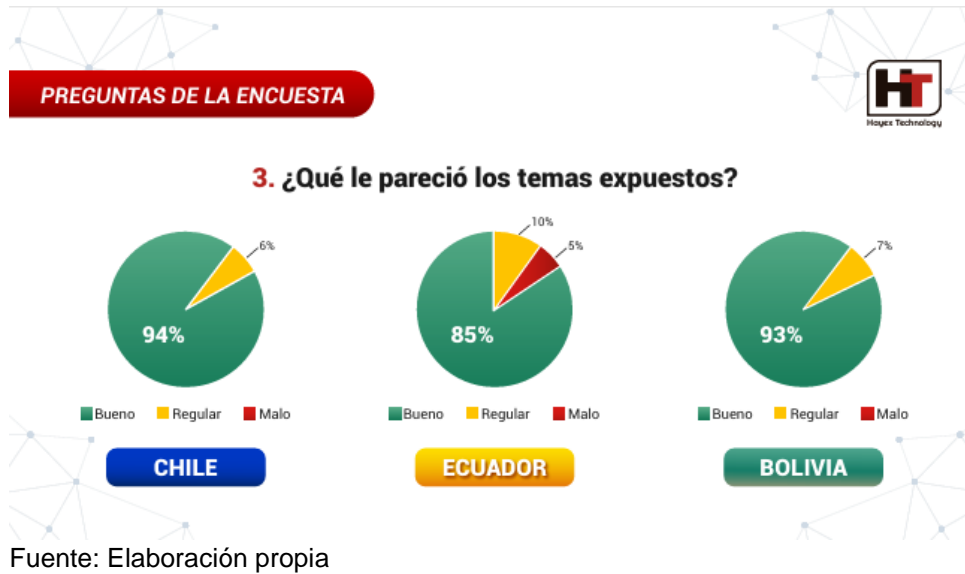 PREGUNTAS DE LA ENCUESTA
HT
Hayex Technology
3. ¿Qué le pareció los temas expuestos?
6%
94%
Bueno Regular Malo
CHILE
10%
5%
85%
Bueno Regular Malo
ECUADOR
7%
93%
Bueno Regular Malo
BOLIVIA
Fuente: Elaboración propia